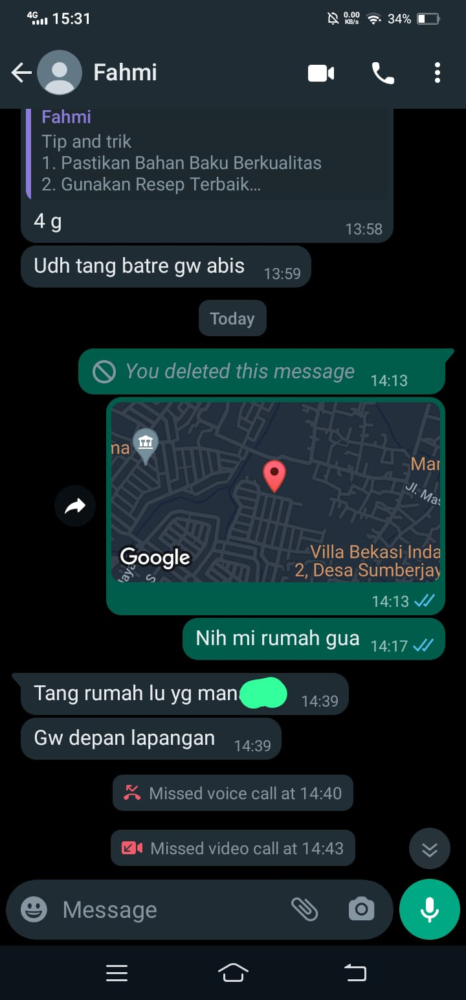 4G 15:31 0.00 KB/s 34%
Fahmi
Fahmi
Tip and trik
1. Pastikan Bahan Baku Berkualitas
2. Gunakan Resep Terbaik...
4 g 13:58
Udh tang batre gw abis 13:59
Today
You deleted this message 14:13
na
Mar
Jl. Mas
Villa Bekasi Inda
2, Desa Sumberjay
Google
laya
S
14:13
Nih mi rumah gua 14:17
Tang rumah lu yg man 14:39
Gw depan lapangan 14:39
Missed voice call at 14:40
Missed video call at 14:43
Message